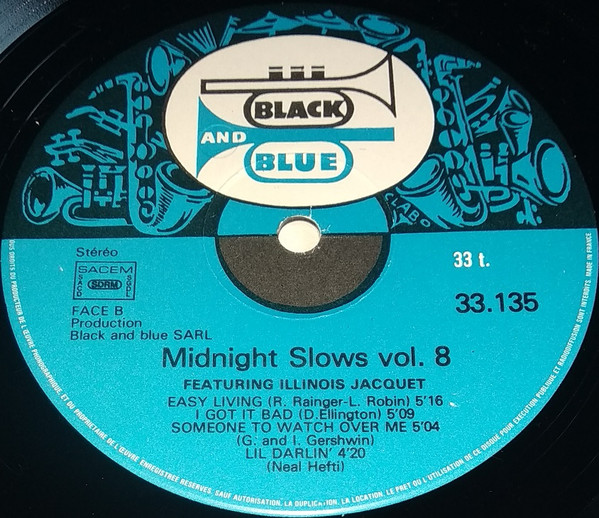 BLACK
AND
BLUE
CLABO
Stéréo
33 t.
SACEM
SACD
SDRM
SGDL
33.135
FACE B
Production
Black and blue SARL
Midnight Slows vol. 8
FEATURING ILLINOIS JACQUET
EASY LIVING (R. Rainger-L. Robin) 5'16
I GOT IT BAD (D.Ellington) 5'09
SOMEONE TO WATCH OVER ME 5'04
(G. and I. Gershwin)
LIL DARLIN' 4'20
(Neal Hefti)
TOUS DROITS DU PRODUCTEUR DE L'ŒUVRE PHONOGRAPHIQUE, ET DU PROPRIETAIRE DE L'ŒUVRE ENREGISTREE RESERVES, SAUF AUTORISATION. LA DUPLICATION, LA LOCATION, LE PRET OU L'UTILISATION DE CE DISQUE POUR EXECUTION PUBLIQUE ET RADIODIFFUSION SONT INTERDITS. MADE IN FRANCE